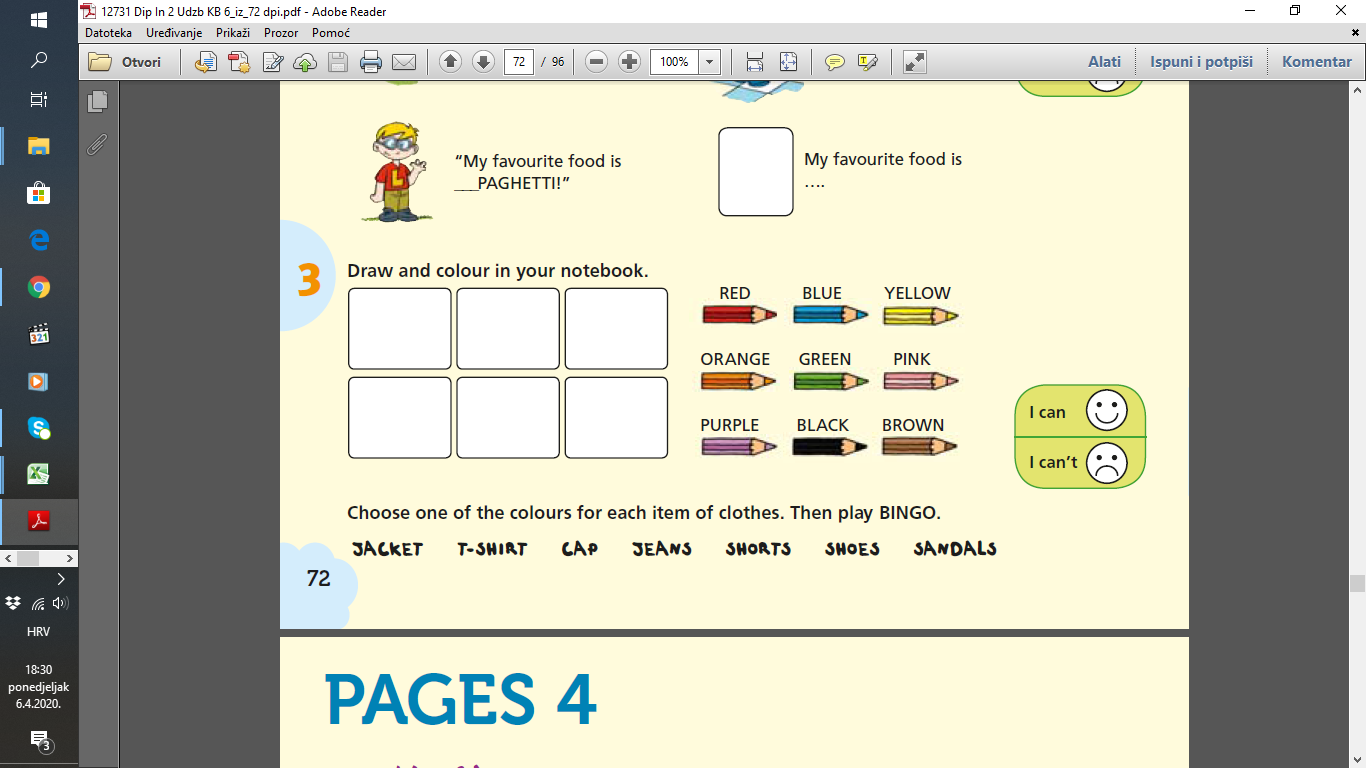 12731 Dip In 2 Udzb KB 6_iz_72 dpi.pdf - Adobe Reader
Datoteka Uređivanje Prikaži Prozor Pomoć
Otvori 72 / 96 100% Alati Ispuni i potpiši Komentar
L
"My favourite food is
___PAGHETTI!"
My favourite food is
....
3
Draw and colour in your notebook.
RED BLUE YELLOW
ORANGE GREEN PINK
PURPLE BLACK BROWN
I can
I can't
Choose one of the colours for each item of clothes. Then play BINGO.
JACKET T-SHIRT CAP JEANS SHORTS SHOES SANDALS
72
PAGES 4
321
HRV
18:30
ponedjeljak
6.4.2020.
3